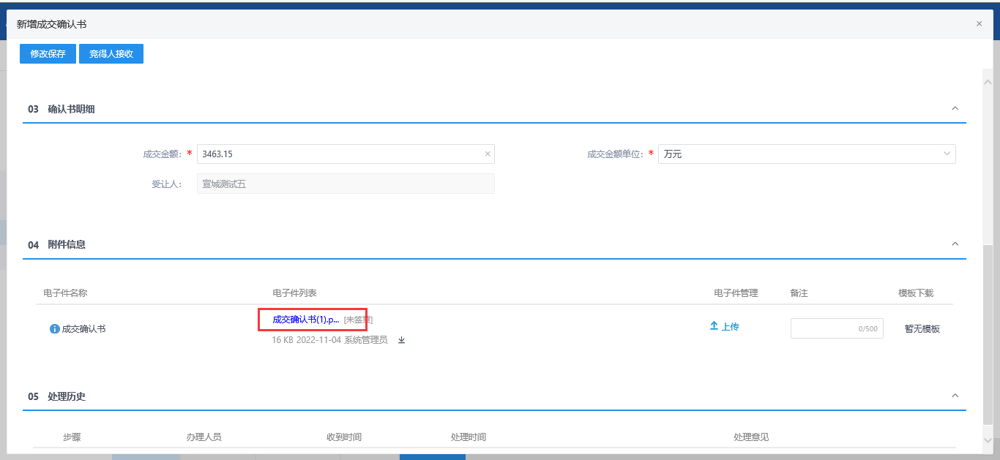 新增成交确认书
修改保存 竞得人接收
03 确认书明细
成交金额: * 3463.15 成交金额单位: * 万元
受让人: 宣城测试五
04 附件信息
电子件名称 电子件列表 电子件管理 备注 模板下载
成交确认书(1).p... [未签章]
成交确认书 上传 0/500 暂无模板
16 KB 2022-11-04 系统管理员
05 处理历史
步骤 办理人员 收到时间 处理时间 处理意见